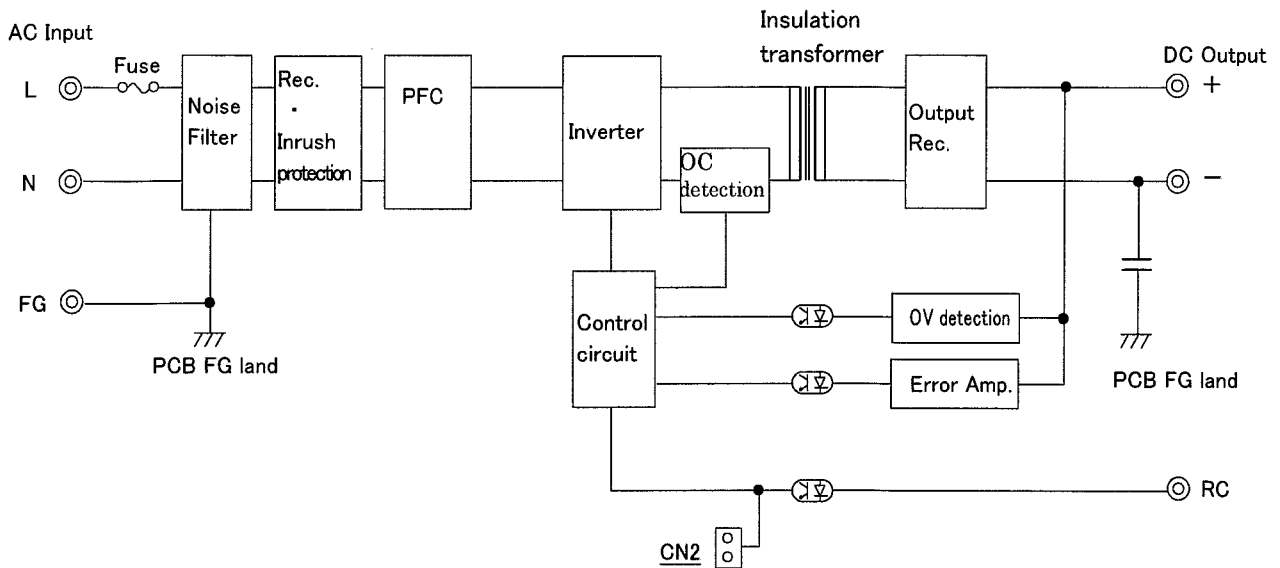 AC Input
Insulation
transformer
DC Output
L
Fuse
Noise
Filter
Rec.
・
Inrush
protection
PFC
Inverter
OC
detection
Output
Rec.
+
N
−
FG
PCB FG land
Control
circuit
OV detection
Error Amp.
PCB FG land
RC
CN2